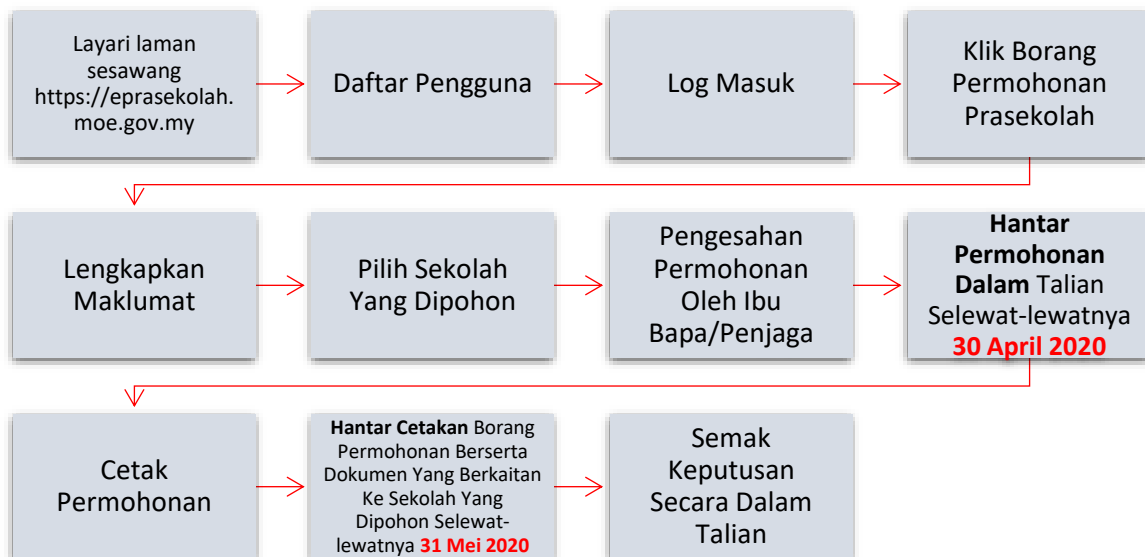 Layari laman
sesawang
https://eprasekolah.
moe.gov.my
Daftar Pengguna
Log Masuk
Klik Borang
Permohonan
Prasekolah
Lengkapkan
Maklumat
Pilih Sekolah
Yang Dipohon
Pengesahan
Permohonan
Oleh Ibu
Bapa/Penjaga
Hantar
Permohonan
Dalam Talian
Selewat-lewatnya
30 April 2020
Cetak
Permohonan
Hantar Cetakan Borang
Permohonan Berserta
Dokumen Yang Berkaitan
Ke Sekolah Yang
Dipohon Selewat-
lewatnya 31 Mei 2020
Semak
Keputusan
Secara Dalam
Talian